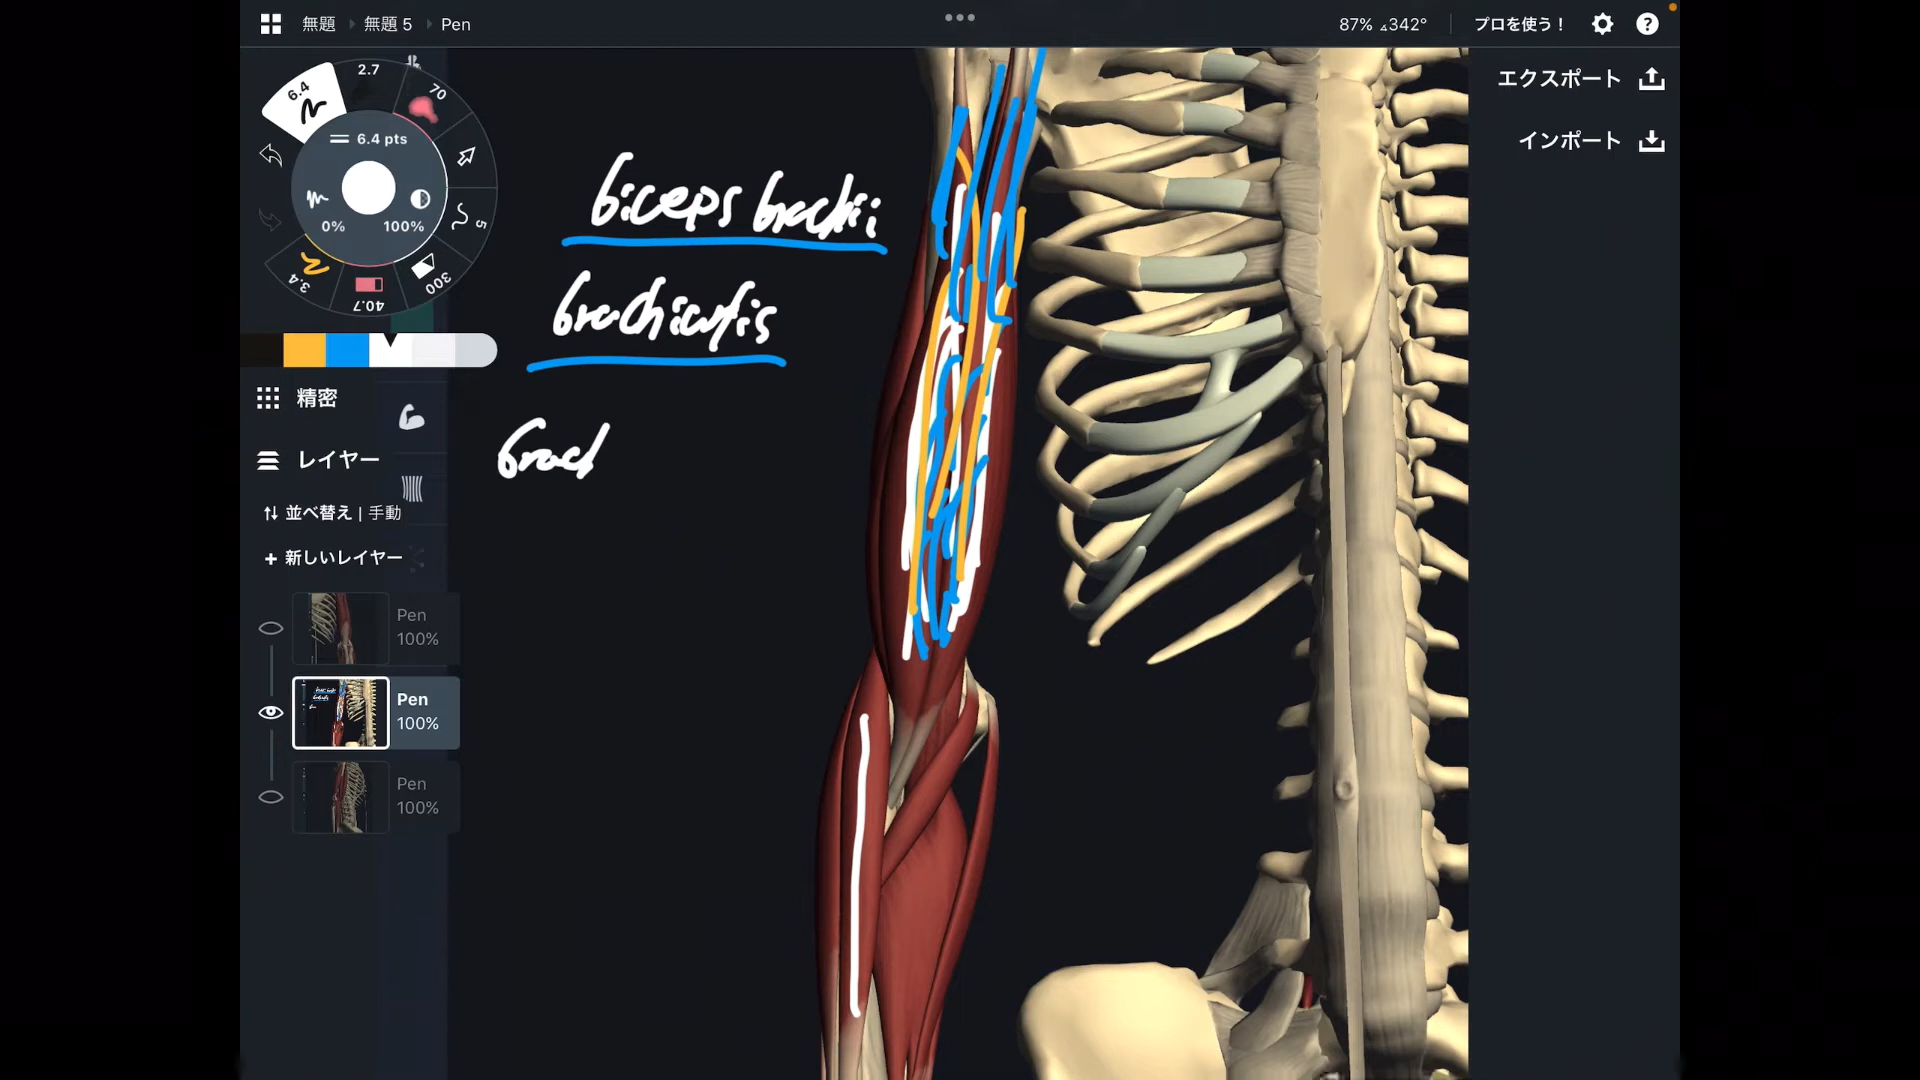 無題 無題 5 Pen
87% ⊿342°
プロを使う！
エクスポート
インポート
6.4
2.7
70
5
300
40.7
3.4
6.4 pts
0% 100%
biceps brachii
brachialis
brach
精密
レイヤー
並べ替え | 手動
+ 新しいレイヤー
Pen
100%
Pen
100%
Pen
100%